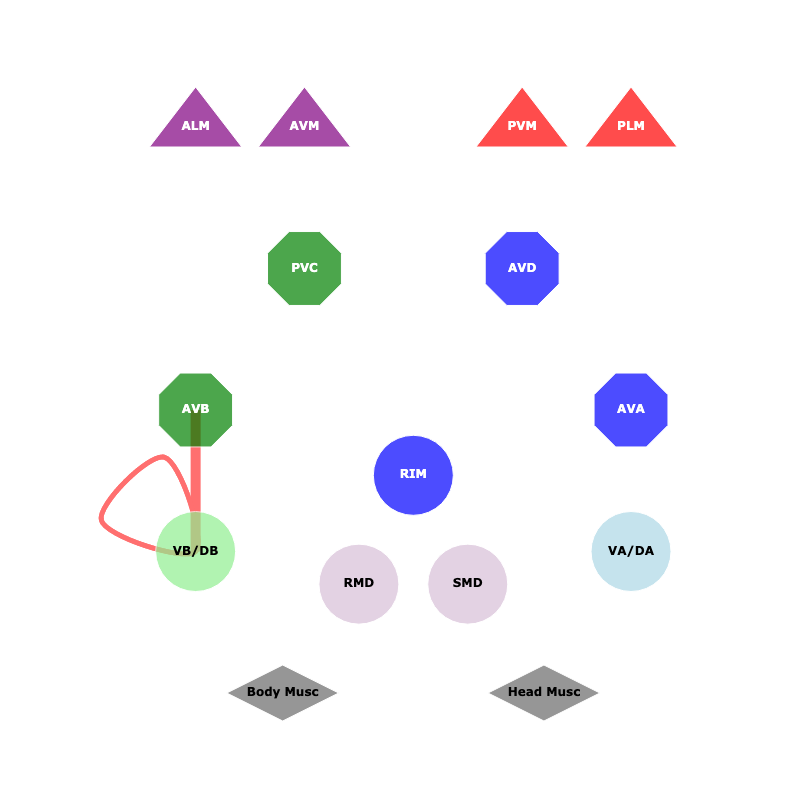 ALM
AVM
PVM
PLM
PVC
AVD
AVB
AVA
RIM
VB/DB
VA/DA
RMD
SMD
Body Musc
Head Musc